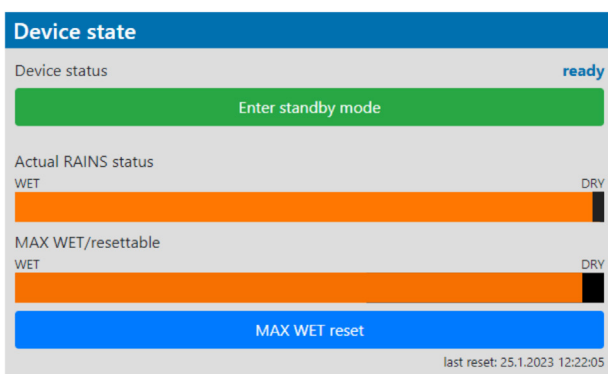 Device state
Device status ready
Enter standby mode
Actual RAINS status
WET DRY
MAX WET/resettable
WET DRY
MAX WET reset
last reset: 25.1.2023 12:22:05